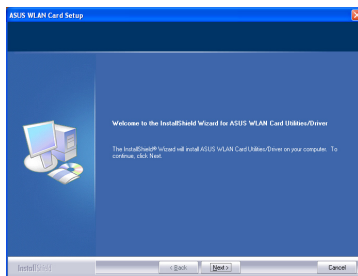 ASUS WLAN Card Setup
Welcome to the InstallShield Wizard for ASUS WLAN Card Utilities/Driver
The InstallShield® Wizard will install ASUS WLAN Card Utilities/Driver on your computer. To
continue, click Next.
InstallShield
< Back
Next >
Cancel